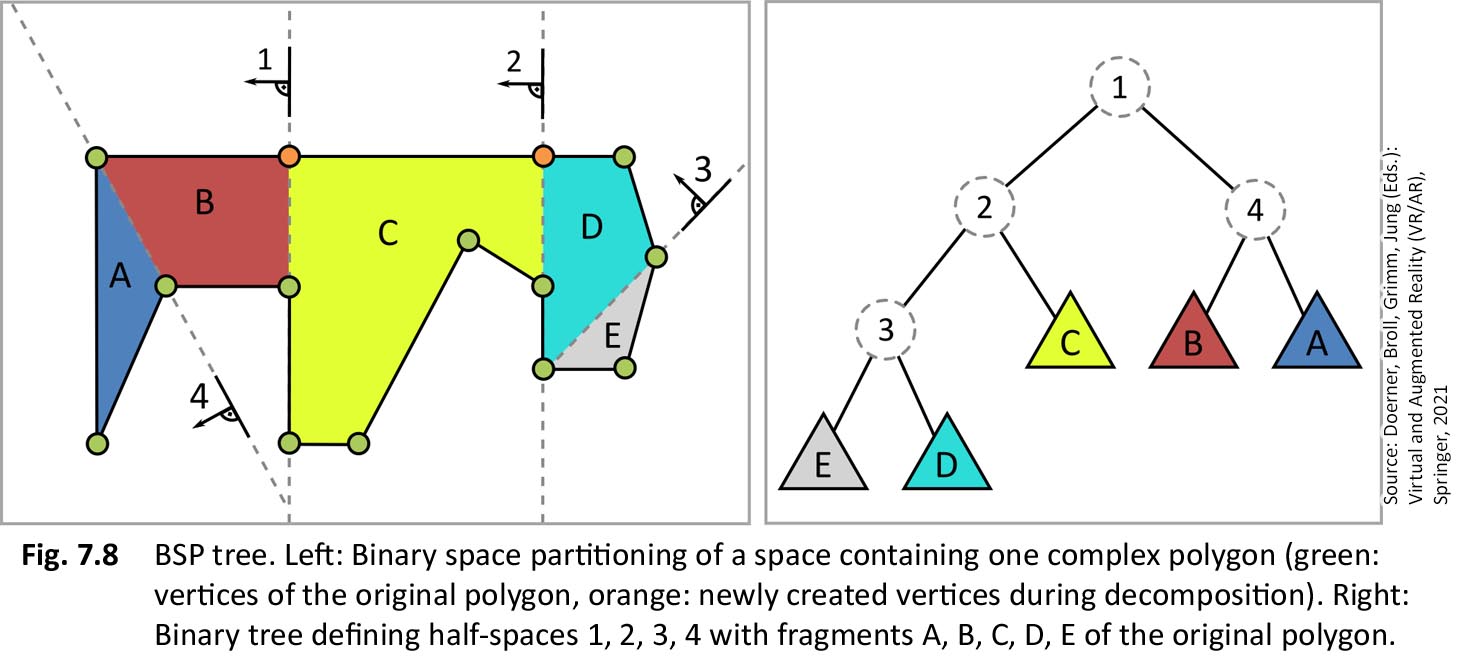 1
2
3
B
C
D
A
E
4
1
2
4
3
C
B
A
E
D
Source: Doerner, Broll, Grimm, Jung (Eds.):
Virtual and Augmented Reality (VR/AR),
Springer, 2021
Fig. 7.8 BSP tree. Left: Binary space partitioning of a space containing one complex polygon (green:
vertices of the original polygon, orange: newly created vertices during decomposition). Right:
Binary tree defining half-spaces 1, 2, 3, 4 with fragments A, B, C, D, E of the original polygon.